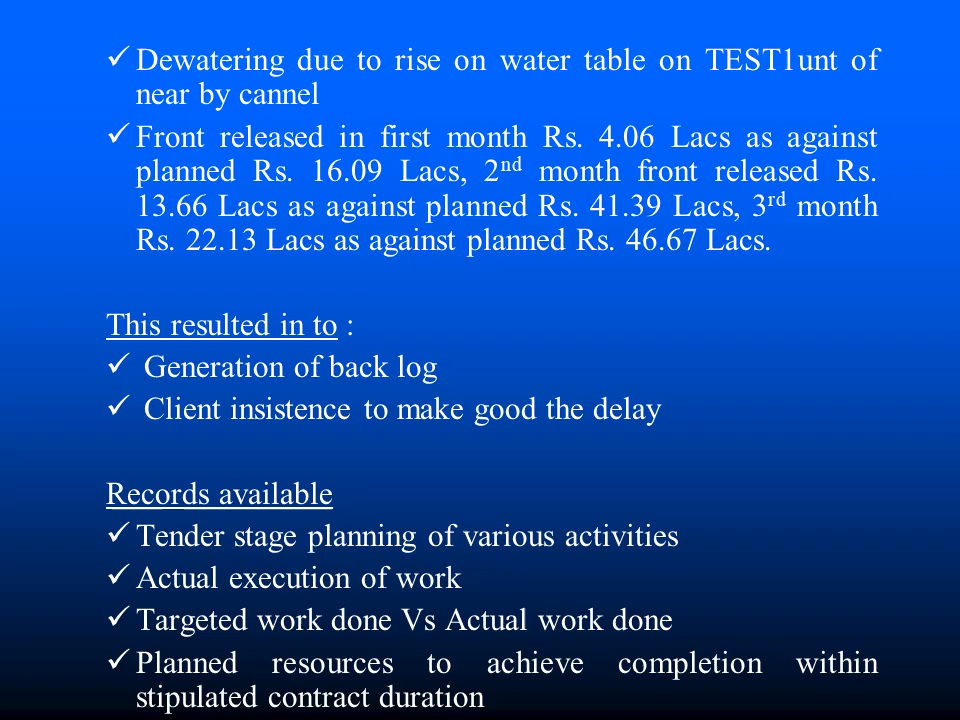 ✓ Dewatering due to rise on water table on TEST1unt of
near by cannel
✓ Front released in first month Rs. 4.06 Lacs as against
planned Rs. 16.09 Lacs, 2nd month front released Rs.
13.66 Lacs as against planned Rs. 41.39 Lacs, 3rd month
Rs. 22.13 Lacs as against planned Rs. 46.67 Lacs.
This resulted in to :
✓ Generation of back log
✓ Client insistence to make good the delay
Records available
✓ Tender stage planning of various activities
✓ Actual execution of work
✓ Targeted work done Vs Actual work done
✓ Planned resources to achieve completion within
stipulated contract duration